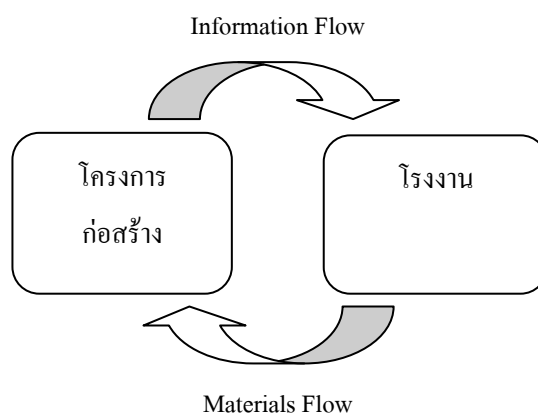 Information Flow
โครงการ
ก่อสร้าง
โรงงาน
Materials Flow